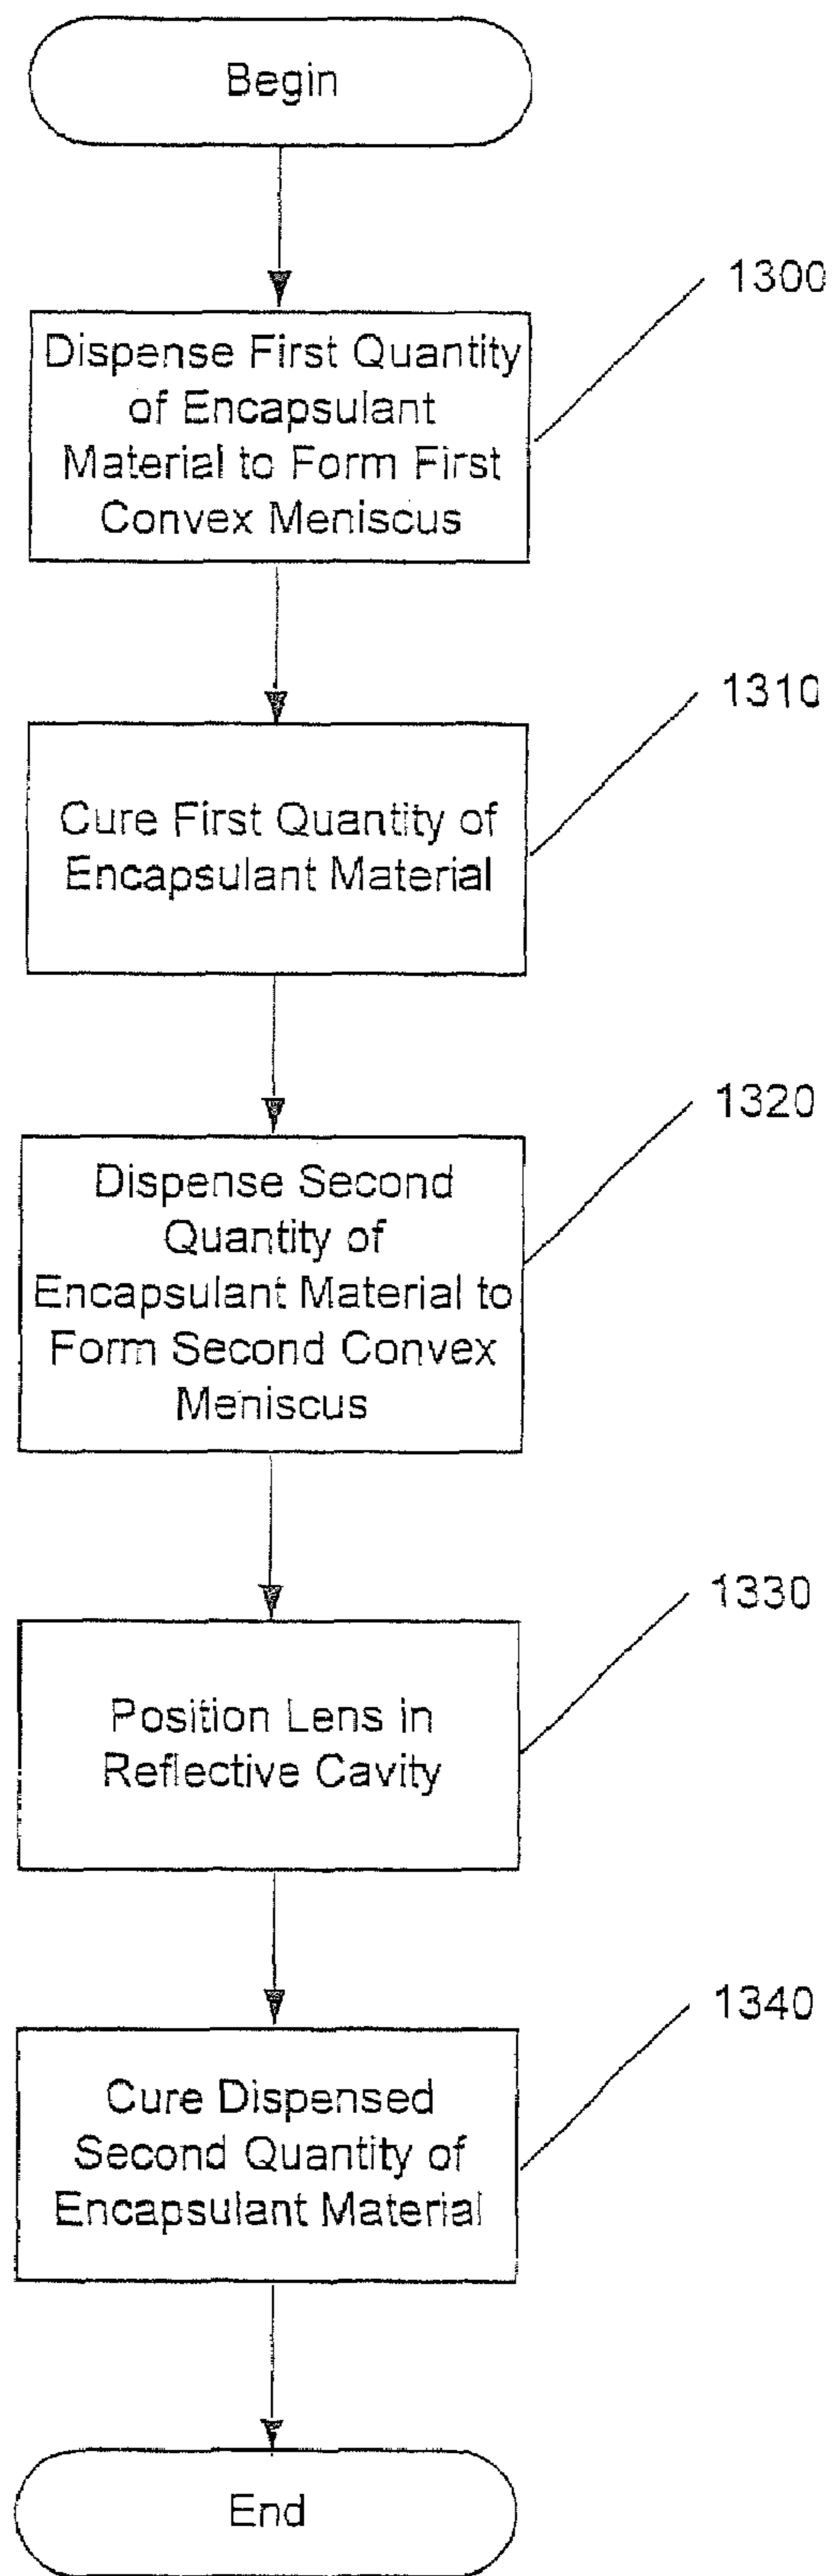 Begin
1300
Dispense First Quantity
of Encapsulant
Material to Form First
Convex Meniscus
1310
Cure First Quantity of
Encapsulant Material
1320
Dispense Second
Quantity of
Encapsulant Material to
Form Second Convex
Meniscus
1330
Position Lens in
Reflective Cavity
1340
Cure Dispensed
Second Quantity of
Encapsulant Material
End